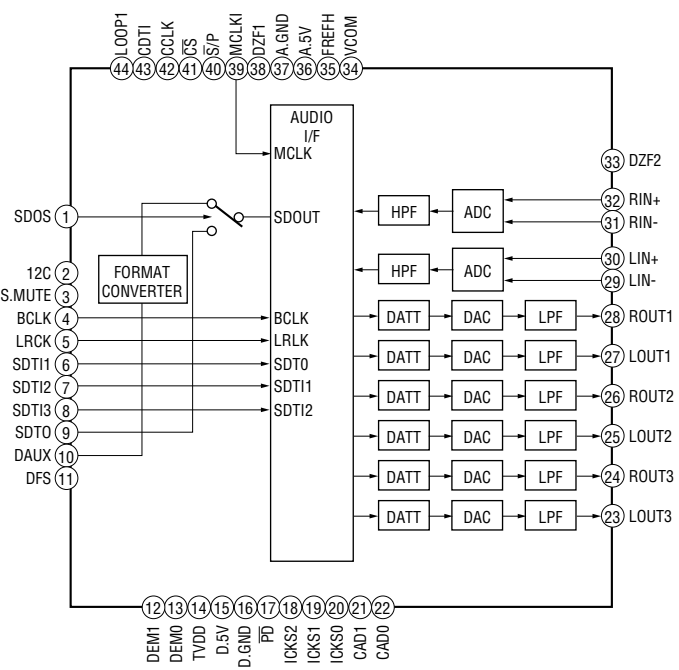 LOOP1
CDTI
CCLK
CS
S/P
MCLKI
DZF1
A.GND
A.5V
FREFH
VCOM
44 43 42 41 40 39 38 37 36 35 34
AUDIO
I/F
MCLK
33 DZF2
32 RIN+
SDOS 1
SDOUT
HPF
ADC
31 RIN-
30 LIN+
12C 2
FORMAT
CONVERTER
HPF
ADC
29 LIN-
S.MUTE 3
BCLK 4
BCLK
DATT
DAC
LPF
28 ROUT1
LRCK 5
LRLK
SDTI1 6
SDT0
DATT
DAC
LPF
27 LOUT1
SDTI2 7
SDTI1
DATT
DAC
LPF
26 ROUT2
SDTI3 8
SDTI2
SDTO 9
DATT
DAC
LPF
25 LOUT2
DAUX 10
DFS 11
DATT
DAC
LPF
24 ROUT3
DATT
DAC
LPF
23 LOUT3
12 13 14 15 16 17 18 19 20 21 22
DEM1
DEM0
TVDD
D.5V
D.GND
PD
ICKS2
ICKS1
ICKS0
CAD1
CAD0